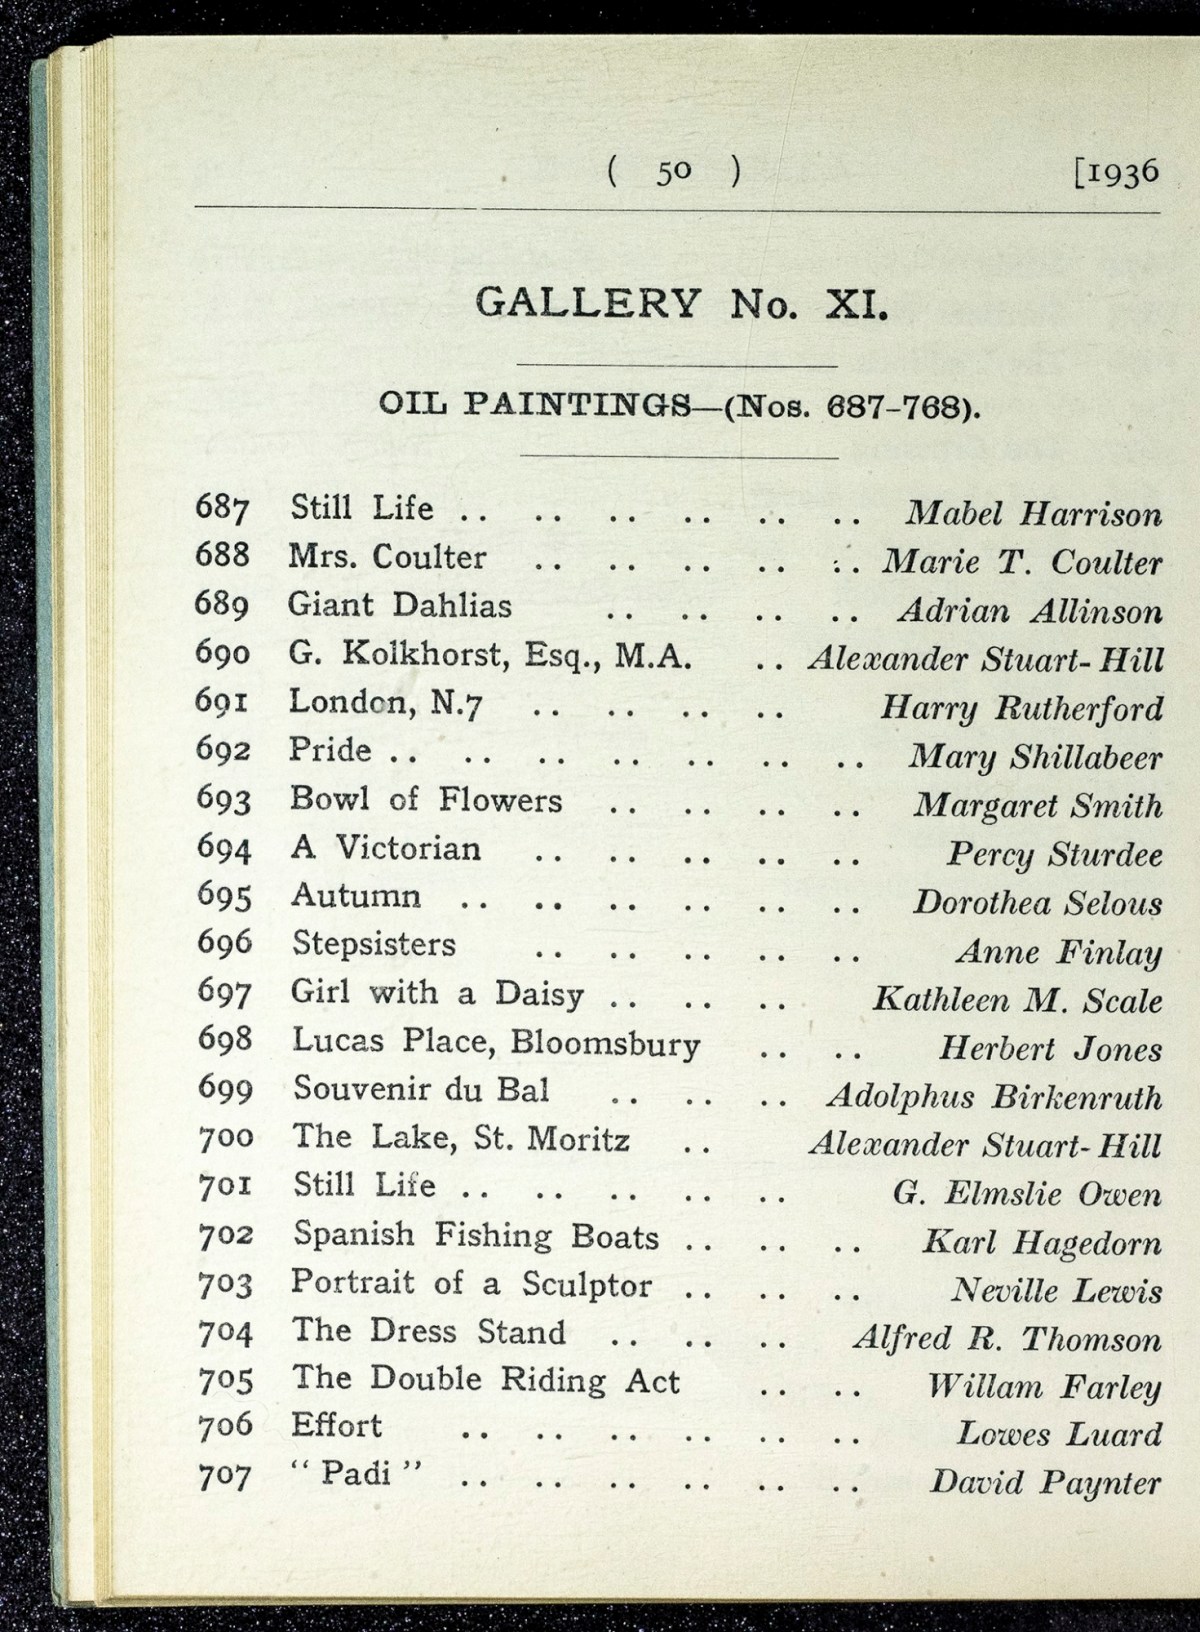 ( 50 ) [1936
GALLERY No. XI.
OIL PAINTINGS—(Nos. 687-768).
687 Still Life .. .. .. .. .. .. Mabel Harrison
688 Mrs. Coulter .. .. .. .. .. Marie T. Coulter
689 Giant Dahlias .. .. .. .. Adrian Allinson
690 G. Kolkhorst, Esq., M.A. .. Alexander Stuart-Hill
691 London, N.7 .. .. .. .. Harry Rutherford
692 Pride .. .. .. .. .. .. .. Mary Shillabeer
693 Bowl of Flowers .. .. .. .. Margaret Smith
694 A Victorian .. .. .. .. .. Percy Sturdee
695 Autumn .. .. .. .. .. .. Dorothea Selous
696 Stepsisters .. .. .. .. .. Anne Finlay
697 Girl with a Daisy .. .. .. Kathleen M. Scale
698 Lucas Place, Bloomsbury .. .. Herbert Jones
699 Souvenir du Bal .. .. .. Adolphus Birkenruth
700 The Lake, St. Moritz .. Alexander Stuart-Hill
701 Still Life .. .. .. .. .. G. Elmslie Owen
702 Spanish Fishing Boats .. .. .. Karl Hagedorn
703 Portrait of a Sculptor .. .. .. Neville Lewis
704 The Dress Stand .. .. .. Alfred R. Thomson
705 The Double Riding Act .. .. Willam Farley
706 Effort .. .. .. .. .. .. Lowes Luard
707 “ Padi ” .. .. .. .. .. .. David Paynter